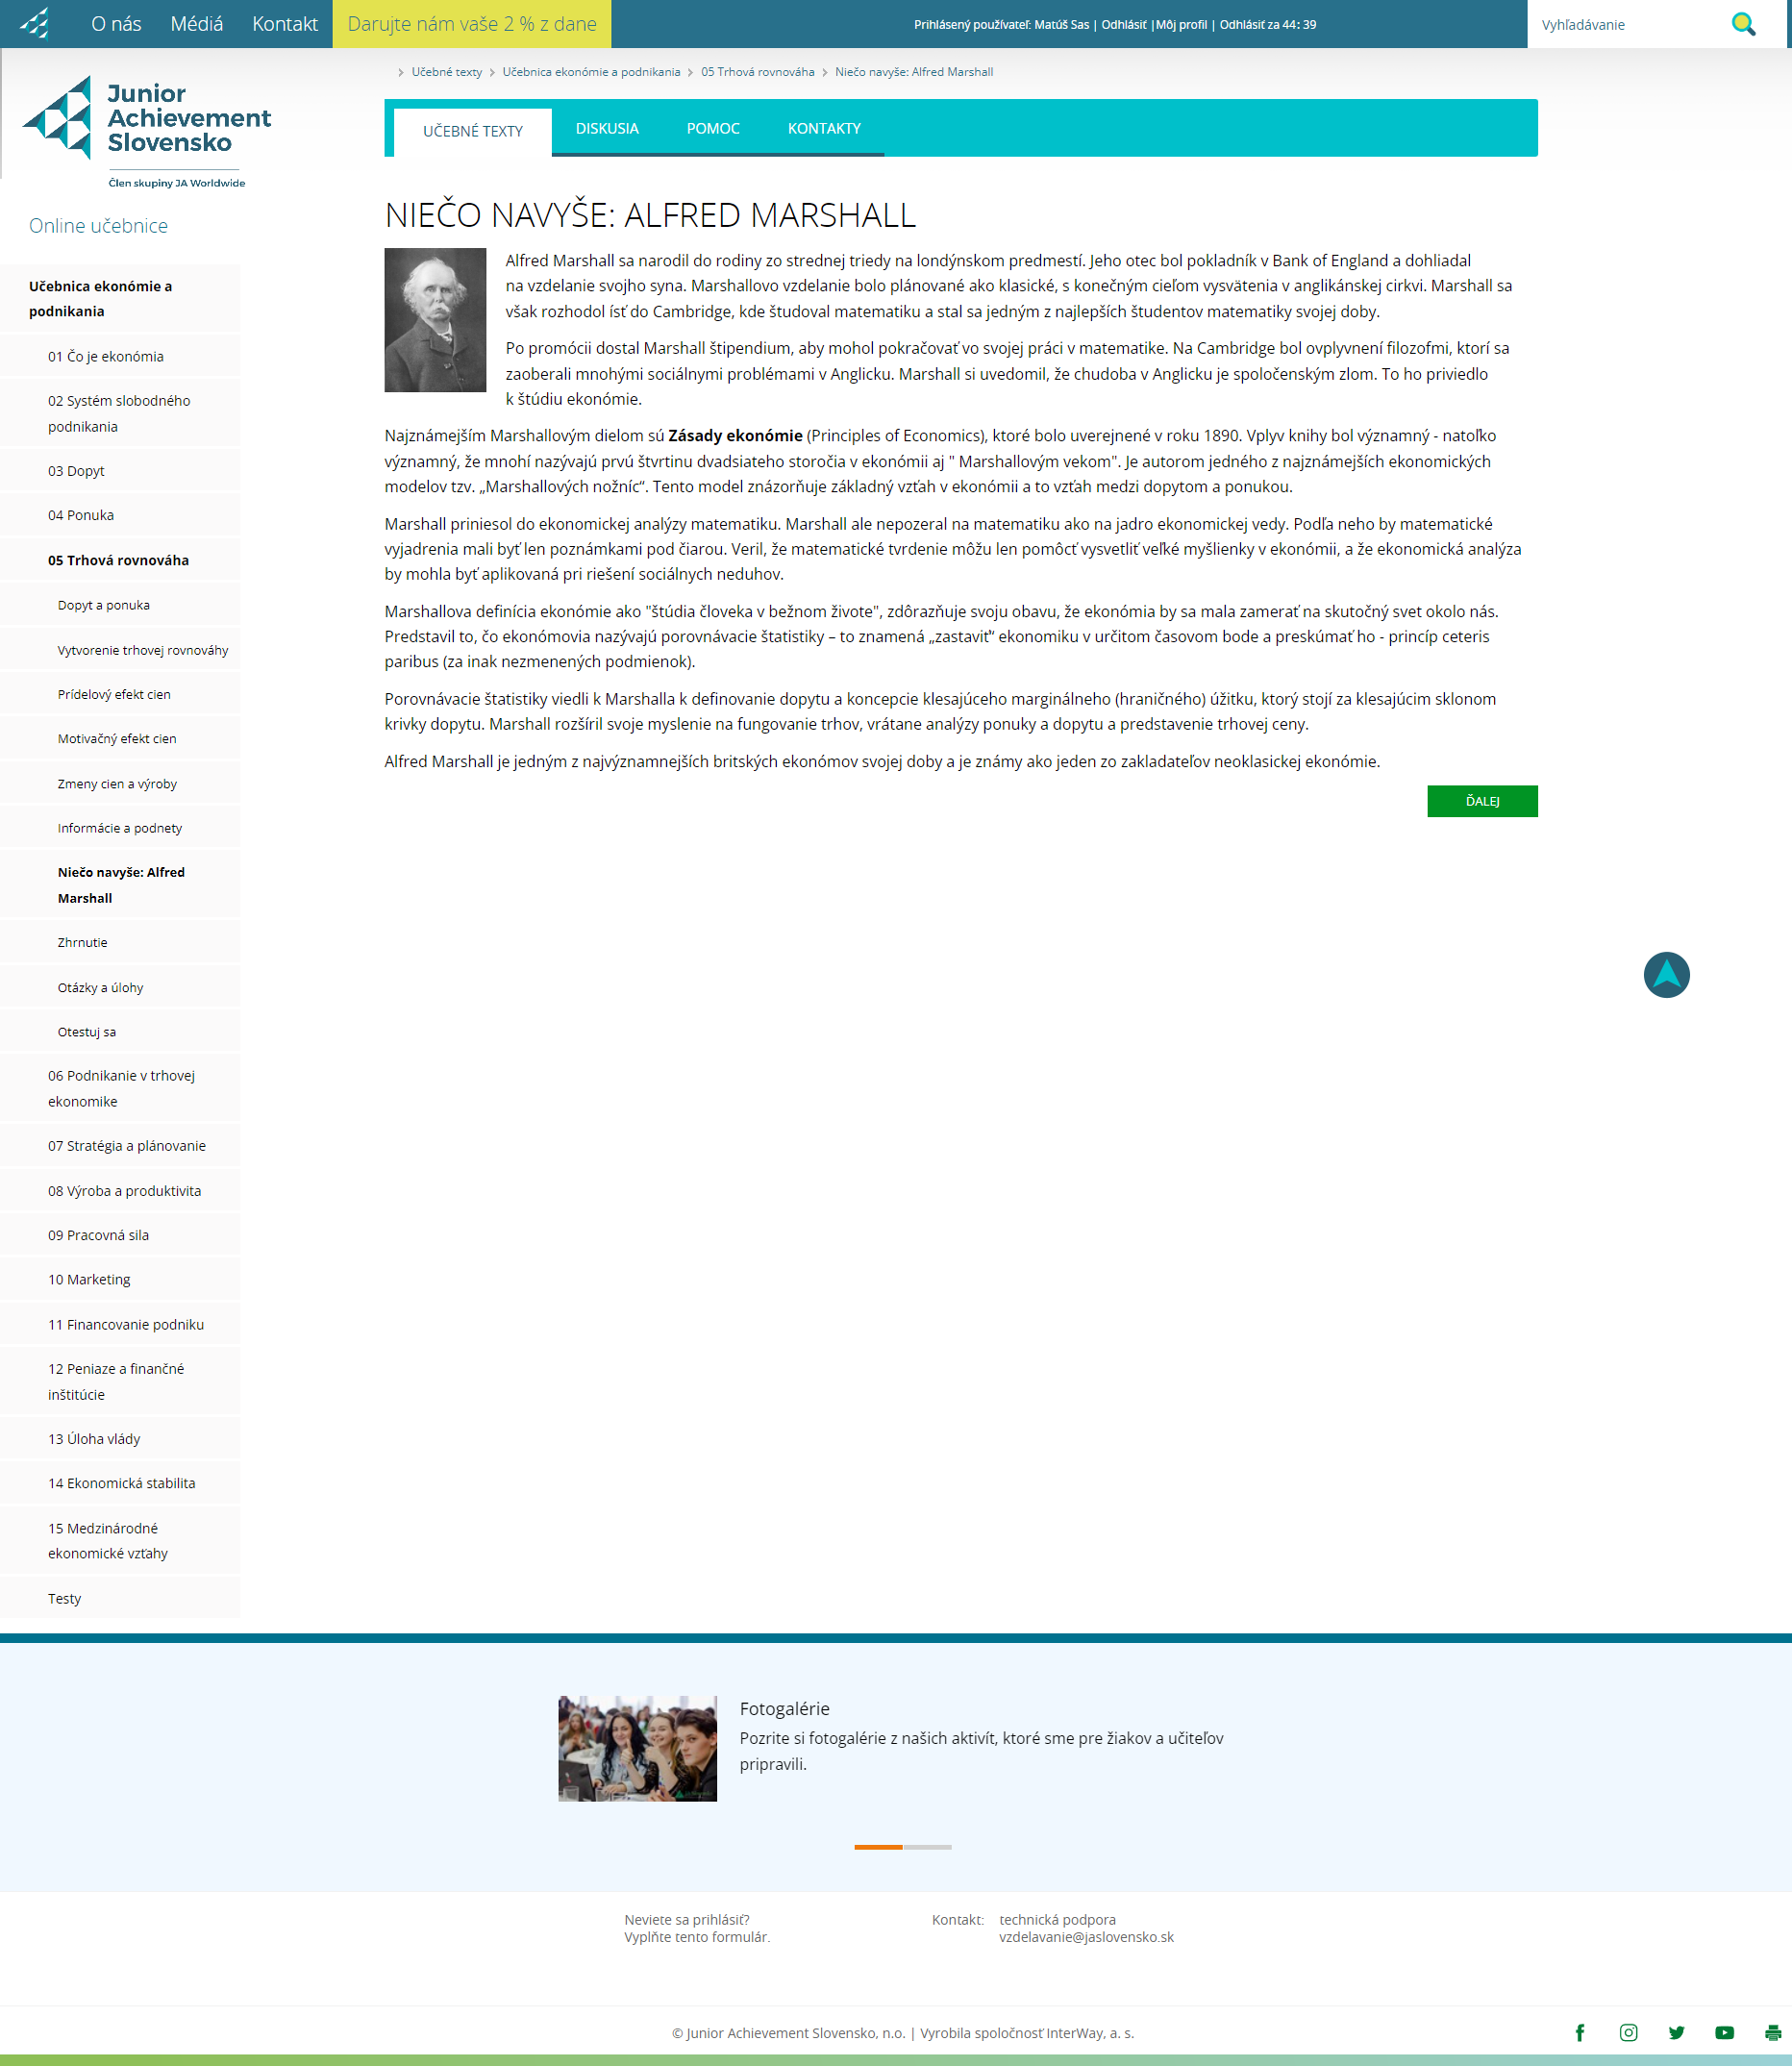 O nás Médiá Kontakt Darujte nám vaše 2 % z dane Prihlásený používateľ: Matúš Sas | Odhlásiť |Môj profil | Odhlásiť za 44: 39 Vyhľadávanie
Učebné texty Učebnica ekonómie a podnikania 05 Trhová rovnováha Niečo navyše: Alfred Marshall
Junior
Achievement
Slovensko
Člen skupiny JA Worldwide
UČEBNÉ TEXTY DISKUSIA POMOC KONTAKTY
Online učebnice
Učebnica ekonómie a
podnikania
01 Čo je ekonómia
02 Systém slobodného
podnikania
03 Dopyt
04 Ponuka
05 Trhová rovnováha
Dopyt a ponuka
Vytvorenie trhovej rovnováhy
Prídelový efekt cien
Motivačný efekt cien
Zmeny cien a výroby
Informácie a podnety
Niečo navyše: Alfred
Marshall
Zhrnutie
Otázky a úlohy
Otestuj sa
06 Podnikanie v trhovej
ekonomike
07 Stratégia a plánovanie
08 Výroba a produktivita
09 Pracovná sila
10 Marketing
11 Financovanie podniku
12 Peniaze a finančné
inštitúcie
13 Úloha vlády
14 Ekonomická stabilita
15 Medzinárodné
ekonomické vzťahy
Testy
NIEČO NAVYŠE: ALFRED MARSHALL
Alfred Marshall sa narodil do rodiny zo strednej triedy na londýnskom predmestí. Jeho otec bol pokladník v Bank of England a dohliadal
na vzdelanie svojho syna. Marshallovo vzdelanie bolo plánované ako klasické, s konečným cieľom vysvätenia v anglikánskej cirkvi. Marshall sa
však rozhodol ísť do Cambridge, kde študoval matematiku a stal sa jedným z najlepších študentov matematiky svojej doby.
Po promócii dostal Marshall štipendium, aby mohol pokračovať vo svojej práci v matematike. Na Cambridge bol ovplyvnení filozofmi, ktorí sa
zaoberali mnohými sociálnymi problémami v Anglicku. Marshall si uvedomil, že chudoba v Anglicku je spoločenským zlom. To ho priviedlo
k štúdiu ekonómie.
Najznámejším Marshallovým dielom sú Zásady ekonómie (Principles of Economics), ktoré bolo uverejnené v roku 1890. Vplyv knihy bol významný - natoľko
významný, že mnohí nazývajú prvú štvrtinu dvadsiateho storočia v ekonómii aj " Marshallovým vekom". Je autorom jedného z najznámejších ekonomických
modelov tzv. „Marshallových nožníc“. Tento model znázorňuje základný vzťah v ekonómii a to vzťah medzi dopytom a ponukou.
Marshall priniesol do ekonomickej analýzy matematiku. Marshall ale nepozeral na matematiku ako na jadro ekonomickej vedy. Podľa neho by matematické
vyjadrenia mali byť len poznámkami pod čiarou. Veril, že matematické tvrdenie môžu len pomôcť vysvetliť veľké myšlienky v ekonómii, a že ekonomická analýza
by mohla byť aplikovaná pri riešení sociálnych neduhov.
Marshallova definícia ekonómie ako "štúdia človeka v bežnom živote", zdôrazňuje svoju obavu, že ekonómia by sa mala zamerať na skutočný svet okolo nás.
Predstavil to, čo ekonómovia nazývajú porovnávacie štatistiky – to znamená „zastaviť“ ekonomiku v určitom časovom bode a preskúmať ho - princíp ceteris
paribus (za inak nezmenených podmienok).
Porovnávacie štatistiky viedli k Marshalla k definovanie dopytu a koncepcie klesajúceho marginálneho (hraničného) úžitku, ktorý stojí za klesajúcim sklonom
krivky dopytu. Marshall rozšíril svoje myslenie na fungovanie trhov, vrátane analýzy ponuky a dopytu a predstavenie trhovej ceny.
Alfred Marshall je jedným z najvýznamnejších britských ekonómov svojej doby a je známy ako jeden zo zakladateľov neoklasickej ekonómie.
ĎALEJ
Fotogalérie
Pozrite si fotogalérie z našich aktivít, ktoré sme pre žiakov a učiteľov
pripravili.
Neviete sa prihlásiť?
Vyplňte tento formulár.
Kontakt: technická podpora
vzdelavanie@jaslovensko.sk
© Junior Achievement Slovensko, n.o. | Vyrobila spoločnosť InterWay, a. s.